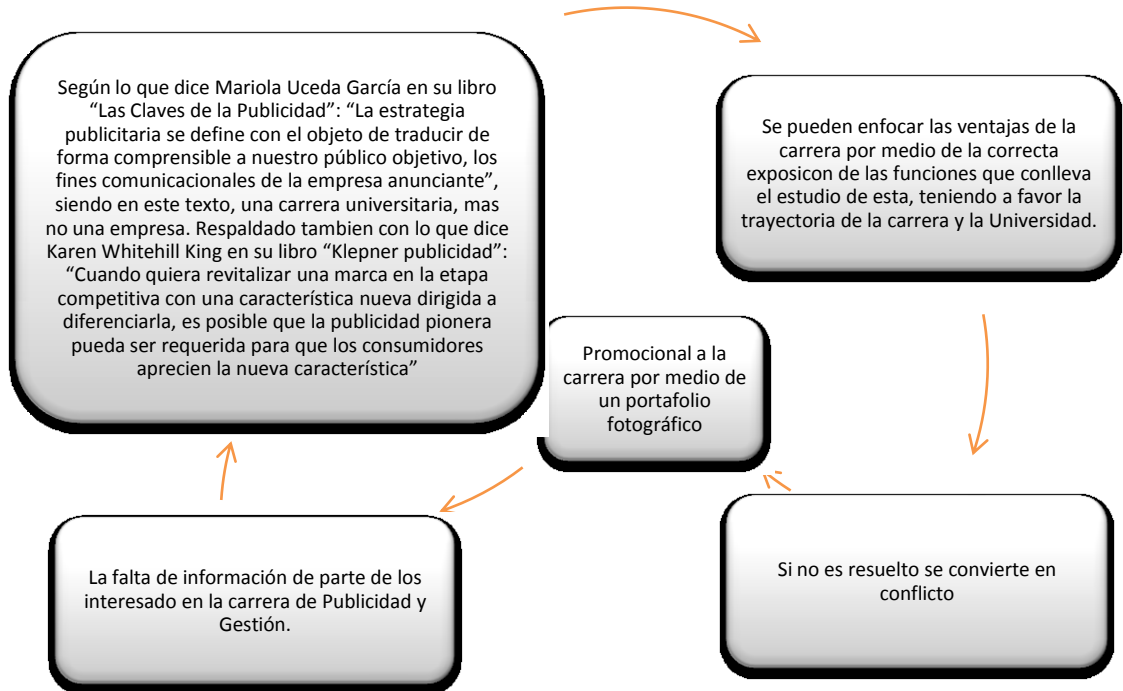 Según lo que dice Mariola Uceda García en su libro
“Las Claves de la Publicidad”: “La estrategia
publicitaria se define con el objeto de traducir de
forma comprensible a nuestro público objetivo, los
fines comunicacionales de la empresa anunciante”,
siendo en este texto, una carrera universitaria, mas
no una empresa. Respaldado tambien con lo que dice
Karen Whitehill King en su libro “Klepner publicidad”:
“Cuando quiera revitalizar una marca en la etapa
competitiva con una característica nueva dirigida a
diferenciarla, es posible que la publicidad pionera
pueda ser requerida para que los consumidores
aprecien la nueva característica”
Se pueden enfocar las ventajas de la
carrera por medio de la correcta
exposicon de las funciones que conlleva
el estudio de esta, teniendo a favor la
trayectoria de la carrera y la Universidad.
Promocional a la
carrera por medio de
un portafolio
fotográfico
La falta de información de parte de los
interesado en la carrera de Publicidad y
Gestión.
Si no es resuelto se convierte en
conflicto